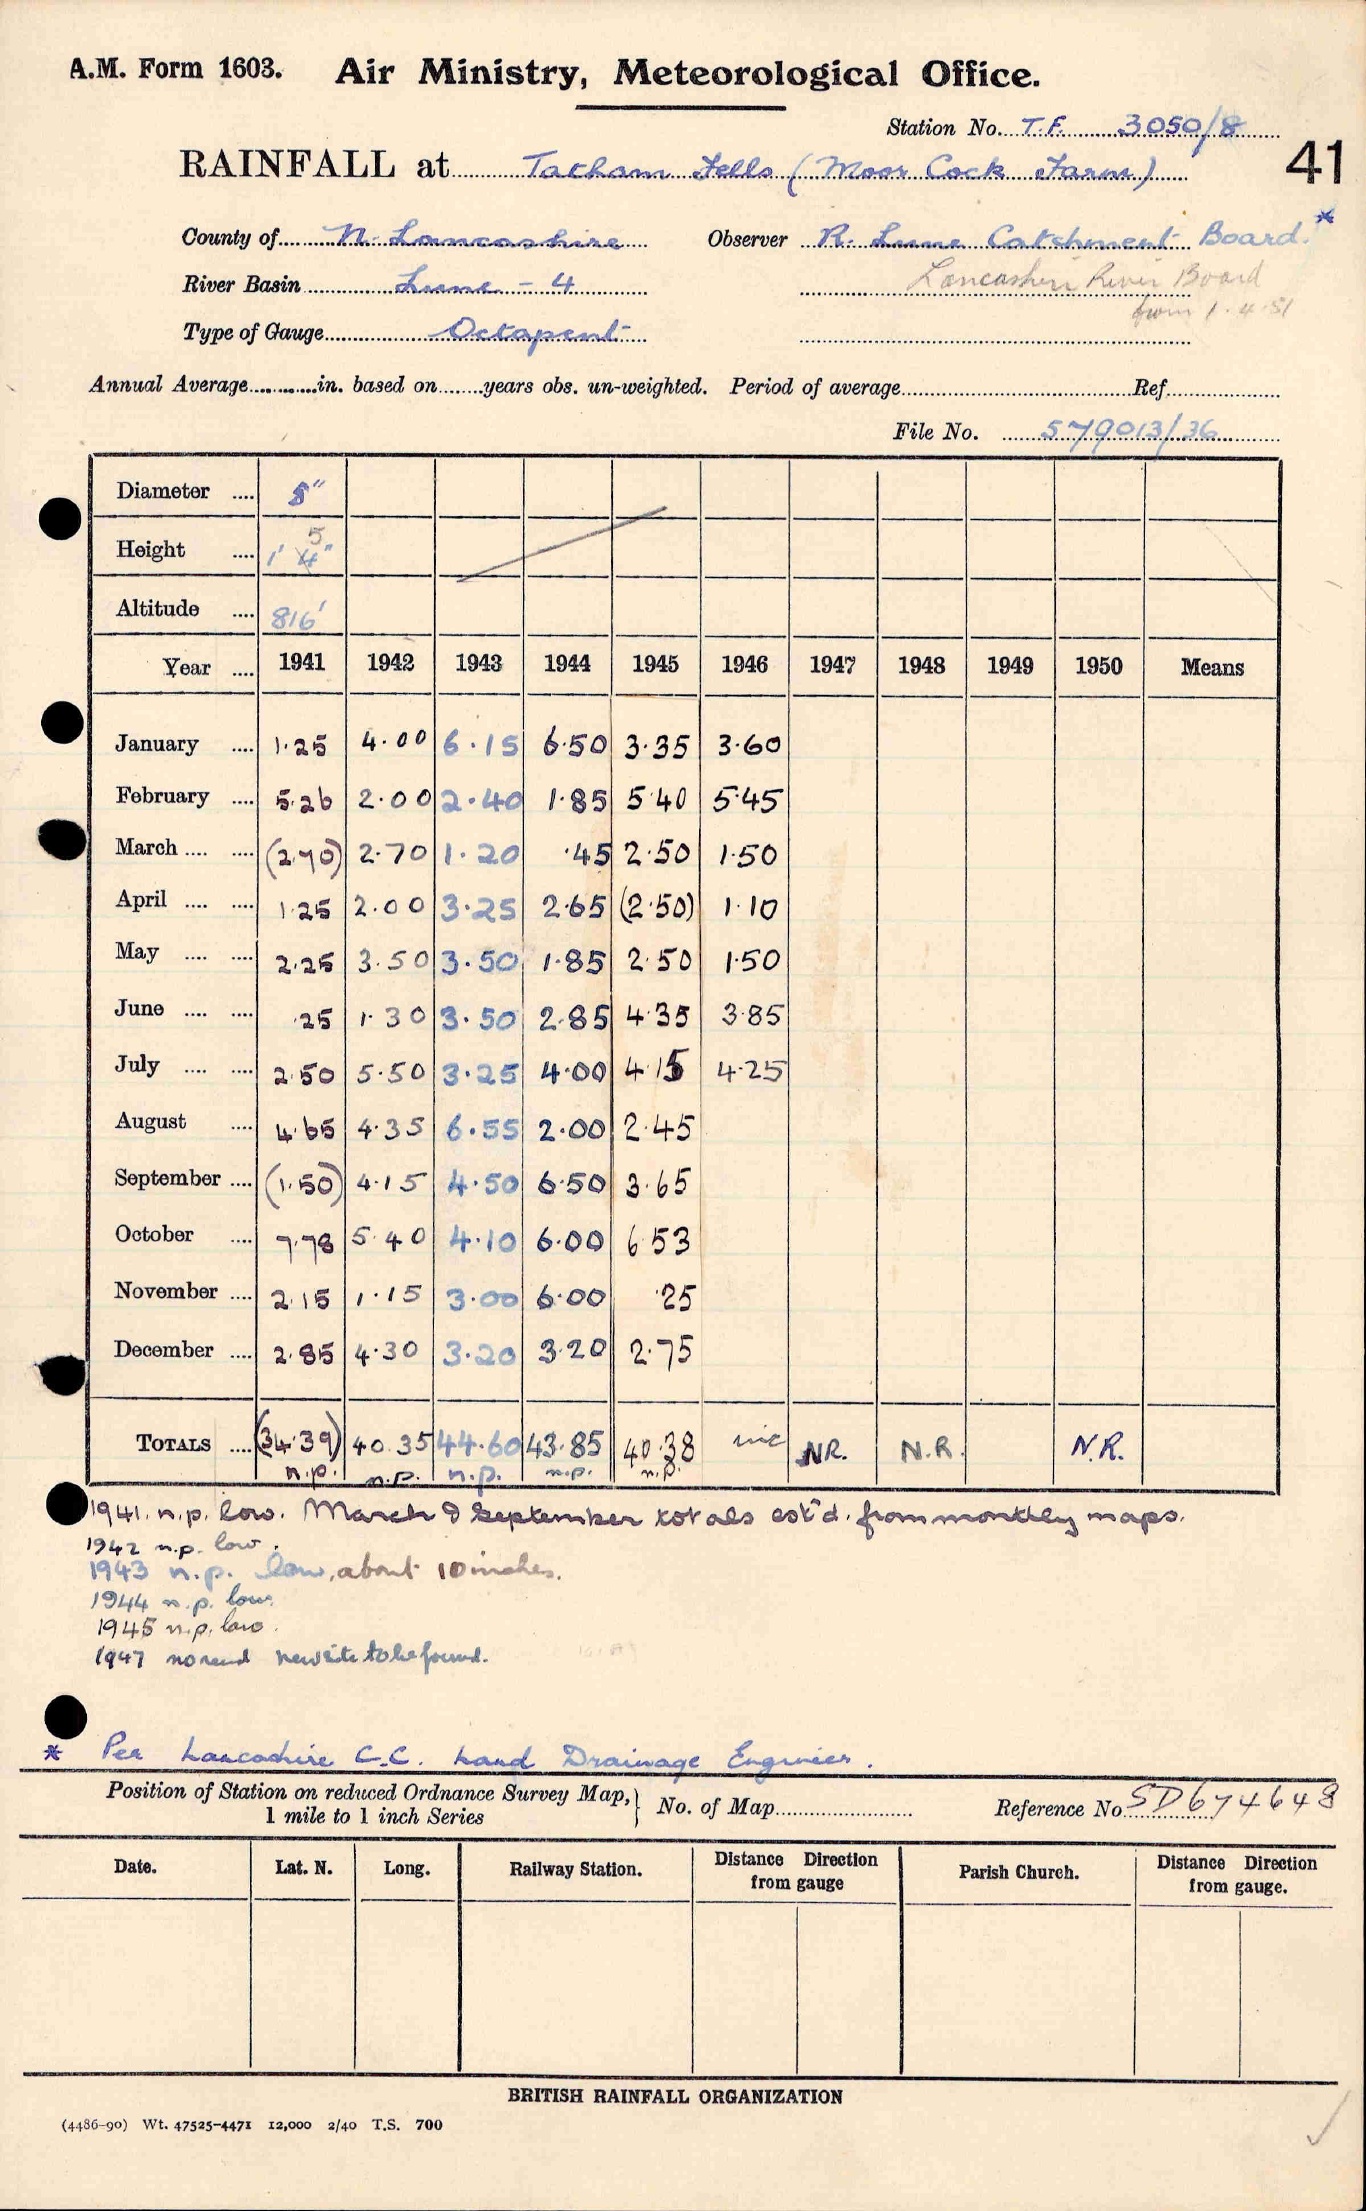 A.M. Form 1603. Air Ministry, Meteorological Office.
Station No. T.F. 3050/8
41
RAINFALL at Tatham Fells (Moor Cock Farm)
County of N. Lancashire Observer R. Lune Catchment Board.*
River Basin Lune - 4 Lancashire River Board
from 1.4.51
Type of Gauge Octapent
Annual Average in. based on years obs. un-weighted. Period of average Ref.
File No. 579013/36
Diameter .... 8"
Height .... 1' 4" 5
Altitude .... 816'
Year .... 1941 1942 1943 1944 1945 1946 1947 1948 1949 1950 Means
January .... 1.25 4.00 6.15 6.50 3.35 3.60
February .... 5.26 2.00 2.40 1.85 5.40 5.45
March .... .... (2.70) 2.70 1.20 .45 2.50 1.50
April .... .... 1.25 2.00 3.25 2.65 (2.50) 1.10
May .... .... 2.25 3.50 3.50 1.85 2.50 1.50
June .... .... .25 1.30 3.50 2.85 4.35 3.85
July .... .... 2.50 5.50 3.25 4.00 4.15 4.25
August .... 4.65 4.35 6.55 2.00 2.45
September .... (1.50) 4.15 4.50 6.50 3.65
October .... 7.78 5.40 4.10 6.00 6.53
November .... 2.15 1.15 3.00 6.00 .25
December .... 2.85 4.30 3.20 3.20 2.75
TOTALS .... (34.39) 40.35 44.60 43.85 40.38 inc NR. N.R. N.R.
n.p. n.p. n.p. n.p. n.p.
1941. n.p. low. March & September totals est'd. from monthly maps.
1942 n.p. low.
1943 n.p. low, about 10 inches.
1944 n.p. low.
1945 n.p. low.
1947 no recd new site to be found.
* Per Lancashire C.C. Land Drainage Engineer.
Position of Station on reduced Ordnance Survey Map, 1 mile to 1 inch Series } No. of Map Reference No. SD674648
Date. Lat. N. Long. Railway Station. Distance Direction from gauge Parish Church. Distance Direction from gauge.
BRITISH RAINFALL ORGANIZATION
(4486-90) Wt. 47525-4471 12,000 2/40 T.S. 700